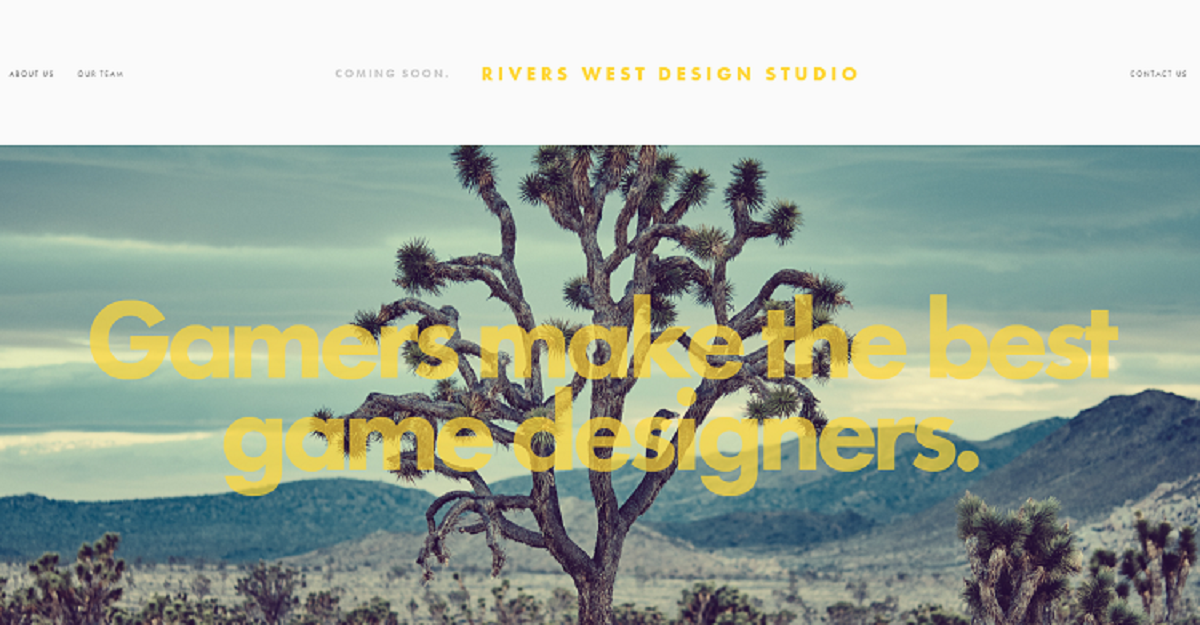 ABOUT US OUR TEAM COMING SOON. RIVERS WEST DESIGN STUDIO CONTACT US
Gamers make the best
game designers.